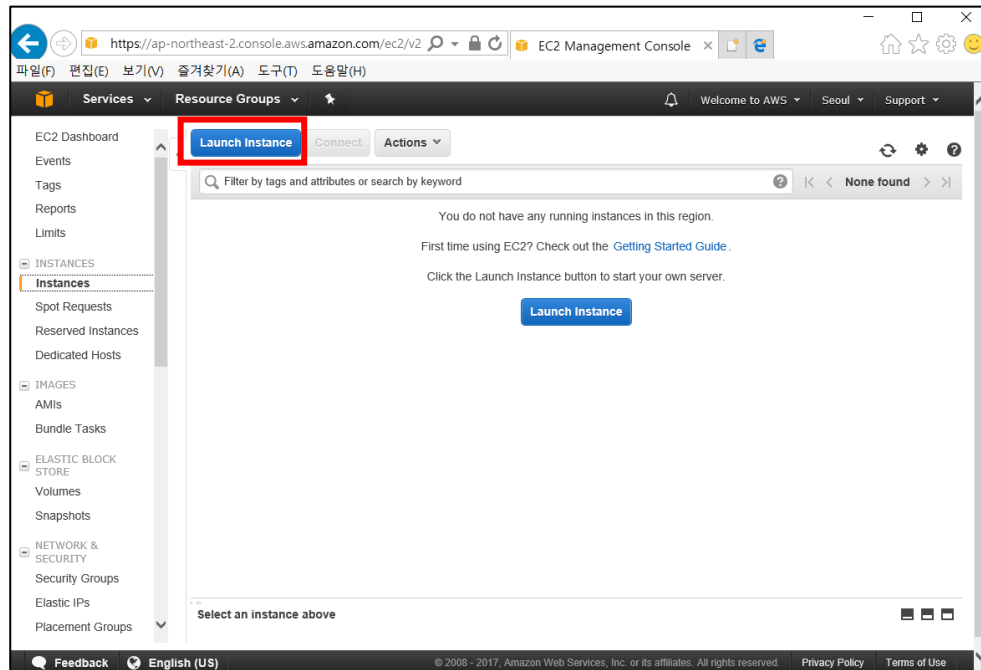 https://ap-northeast-2.console.aws.amazon.com/ec2/v2
EC2 Management Console
파일(F) 편집(E) 보기(V) 즐겨찾기(A) 도구(T) 도움말(H)
Services Resource Groups Welcome to AWS Seoul Support
EC2 Dashboard
Events
Tags
Reports
Limits
INSTANCES
Instances
Spot Requests
Reserved Instances
Dedicated Hosts
IMAGES
AMIs
Bundle Tasks
ELASTIC BLOCK
STORE
Volumes
Snapshots
NETWORK &
SECURITY
Security Groups
Elastic IPs
Placement Groups
Launch Instance Connect Actions
Filter by tags and attributes or search by keyword None found
You do not have any running instances in this region.
First time using EC2? Check out the Getting Started Guide.
Click the Launch Instance button to start your own server.
Launch Instance
Select an instance above
Feedback English (US) © 2008 - 2017, Amazon Web Services, Inc. or its affiliates. All rights reserved. Privacy Policy Terms of Use